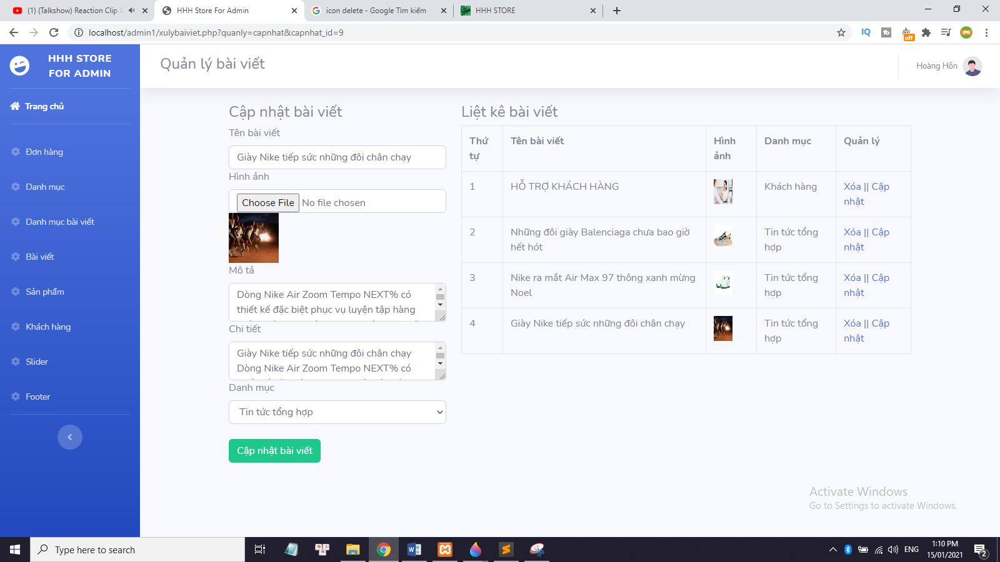 (1) (Talkshow) Reaction Clip
HHH Store For Admin
icon delete - Google Tìm kiếm
HHH STORE
localhost/admin1/xulybaiviet.php?quanly=capnhat&capnhat_id=9
IQ
off
HHH STORE
FOR ADMIN
Trang chủ
Đơn hàng
Danh mục
Danh mục bài viết
Bài viết
Sản phẩm
Khách hàng
Slider
Footer
Quản lý bài viết
Hoàng Hôn
Cập nhật bài viết
Tên bài viết
Giày Nike tiếp sức những đôi chân chạy
Hình ảnh
Choose File No file chosen
Mô tả
Dòng Nike Air Zoom Tempo NEXT% có
thiết kế đặc biệt phục vụ luyện tập hàng
Chi tiết
Giày Nike tiếp sức những đôi chân chạy
Dòng Nike Air Zoom Tempo NEXT% có
Danh mục
Tin tức tổng hợp
Cập nhật bài viết
Liệt kê bài viết
Thứ tự Tên bài viết Hình ảnh Danh mục Quản lý
1 HỖ TRỢ KHÁCH HÀNG Khách hàng Xóa || Cập nhật
2 Những đôi giày Balenciaga chưa bao giờ hết hót Tin tức tổng hợp Xóa || Cập nhật
3 Nike ra mắt Air Max 97 thông xanh mừng Noel Tin tức tổng hợp Xóa || Cập nhật
4 Giày Nike tiếp sức những đôi chân chạy Tin tức tổng hợp Xóa || Cập nhật
Activate Windows
Go to Settings to activate Windows.
Type here to search
ENG
1:10 PM
15/01/2021
2